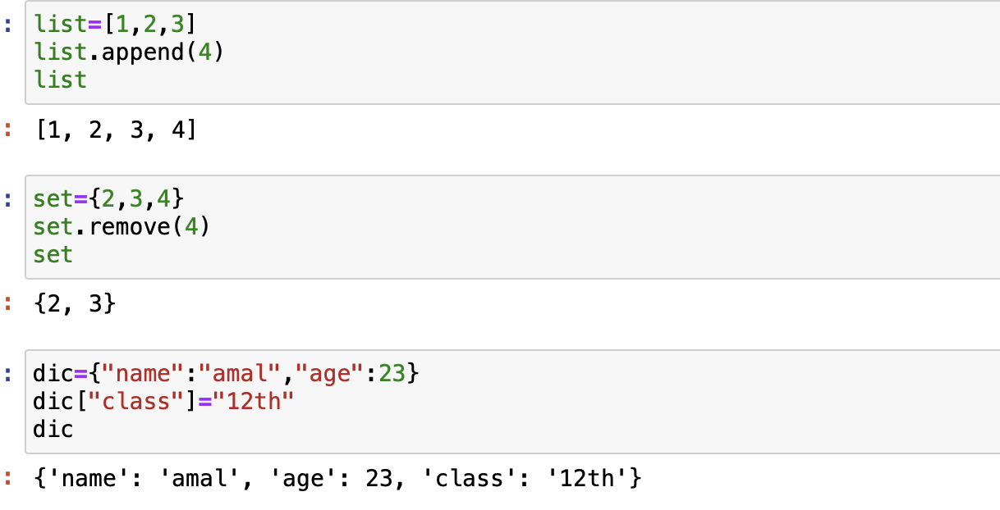 : list=[1,2,3]
list.append(4)
list
: [1, 2, 3, 4]
: set={2,3,4}
set.remove(4)
set
: {2, 3}
: dic={"name":"amal","age":23}
dic["class"]="12th"
dic
: {'name': 'amal', 'age': 23, 'class': '12th'}